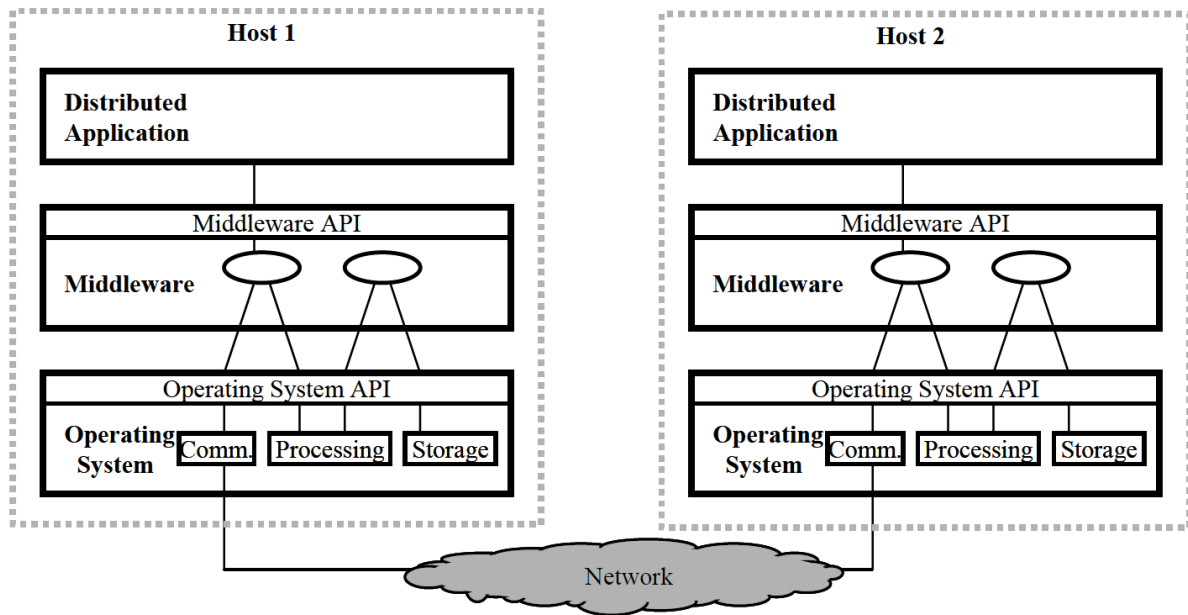 Host 1
Distributed
Application
Middleware API
Middleware
Operating System API
Operating
System
Comm.
Processing
Storage
Host 2
Distributed
Application
Middleware API
Middleware
Operating System API
Operating
System
Comm.
Processing
Storage
Network